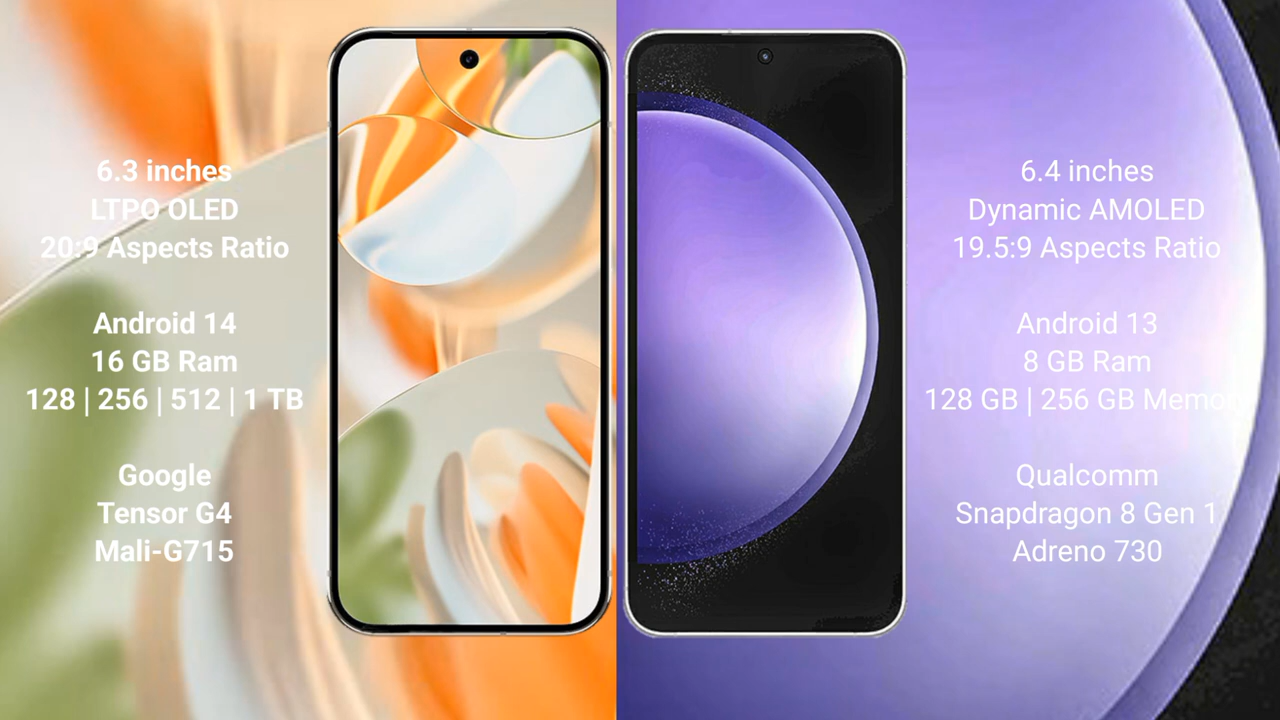 6.3 inches
LTPO OLED
20:9 Aspects Ratio
Android 14
16 GB Ram
128 | 256 | 512 | 1 TB
Google
Tensor G4
Mali-G715
6.4 inches
Dynamic AMOLED
19.5:9 Aspects Ratio
Android 13
8 GB Ram
128 GB | 256 GB Memory
Qualcomm
Snapdragon 8 Gen 1
Adreno 730